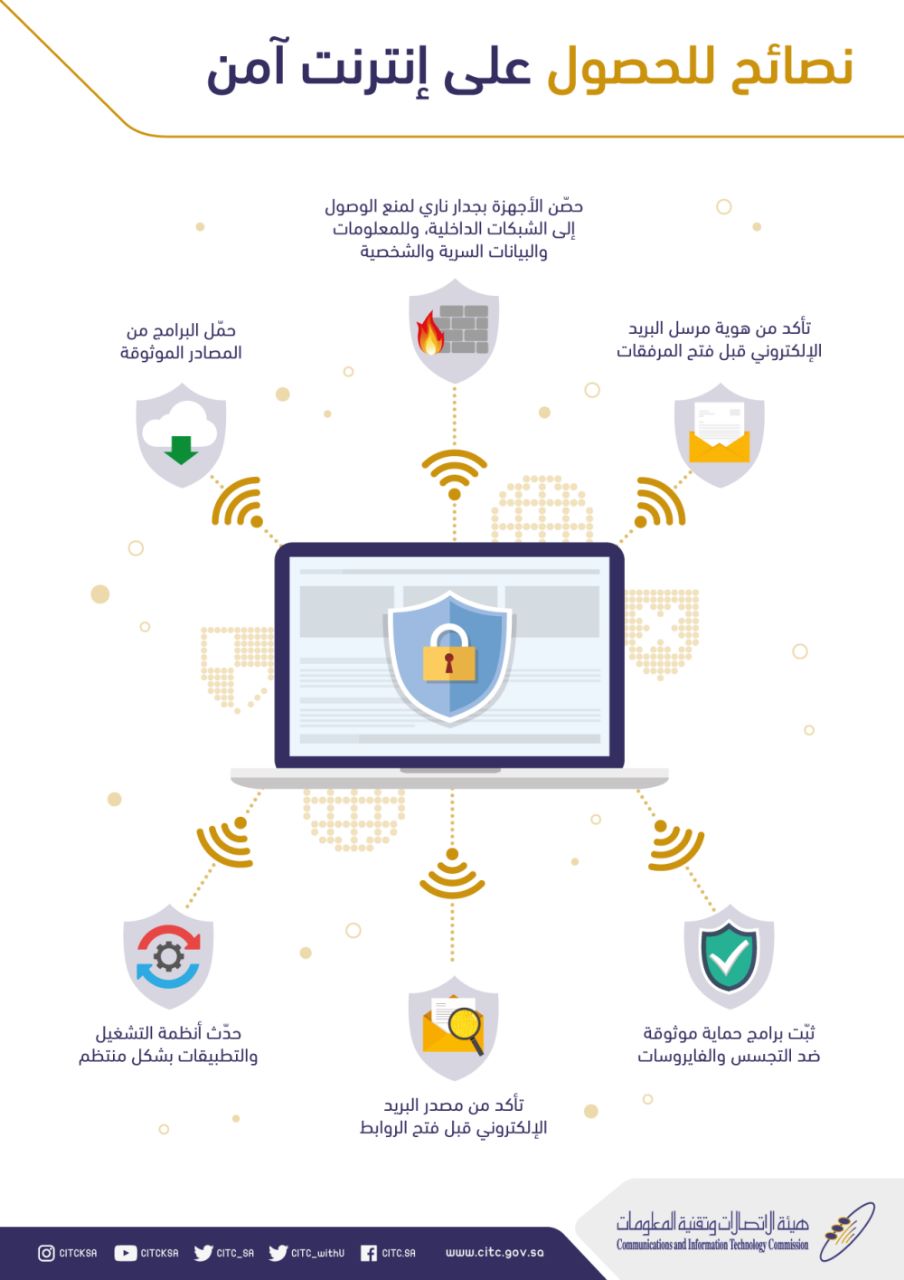 نصائح للحصول على إنترنت آمن
حصّن الأجهزة بجدار ناري لمنع الوصول
إلى الشبكات الداخلية، وللمعلومات
والبيانات السرية والشخصية
تأكد من هوية مرسل البريد
الإلكتروني قبل فتح المرفقات
حمّل البرامج من
المصادر الموثوقة
ثبّت برامج حماية موثوقة
ضد التجسس والفايروسات
تأكد من مصدر البريد
الإلكتروني قبل فتح الروابط
حدّث أنظمة التشغيل
والتطبيقات بشكل منتظم
هيئة الاتصالات وتقنية المعلومات
Communications and Information Technology Commission
CITCKSA CITCKSA CITC_SA CITC_withU CITC.SA www.citc.gov.sa